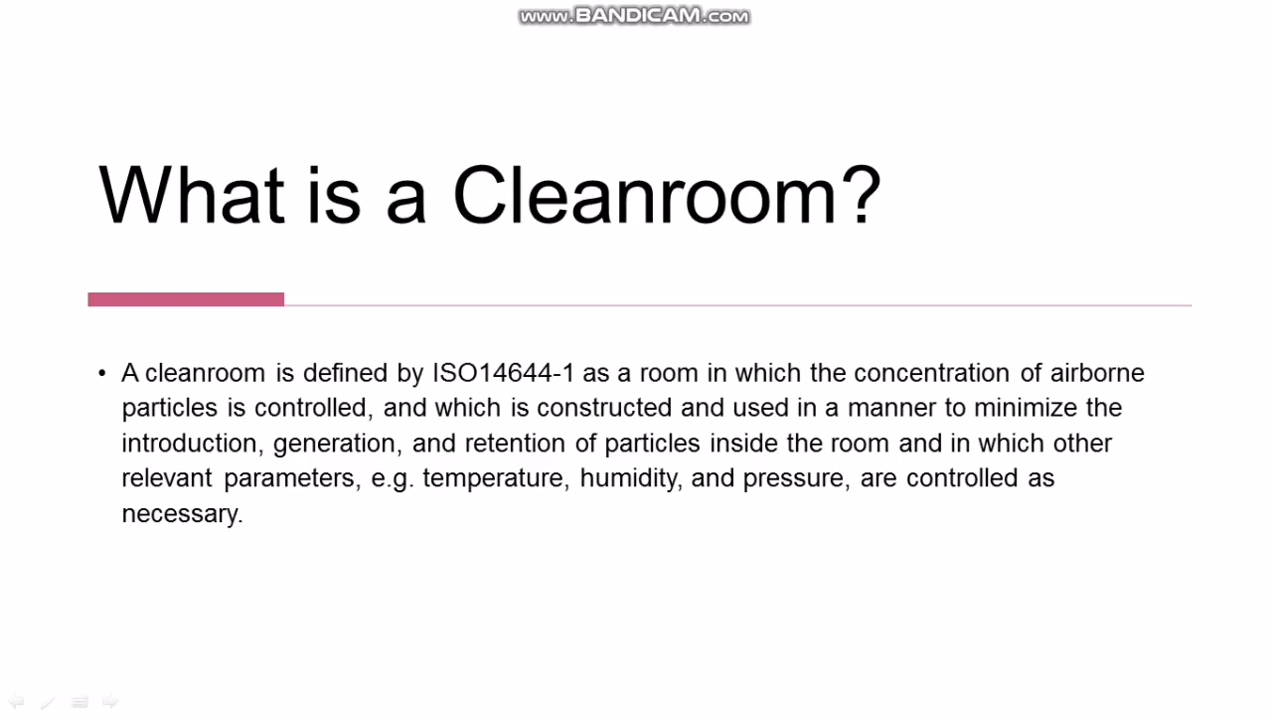 www.BANDICAM.com
What is a Cleanroom?
• A cleanroom is defined by ISO14644-1 as a room in which the concentration of airborne
particles is controlled, and which is constructed and used in a manner to minimize the
introduction, generation, and retention of particles inside the room and in which other
relevant parameters, e.g. temperature, humidity, and pressure, are controlled as
necessary.